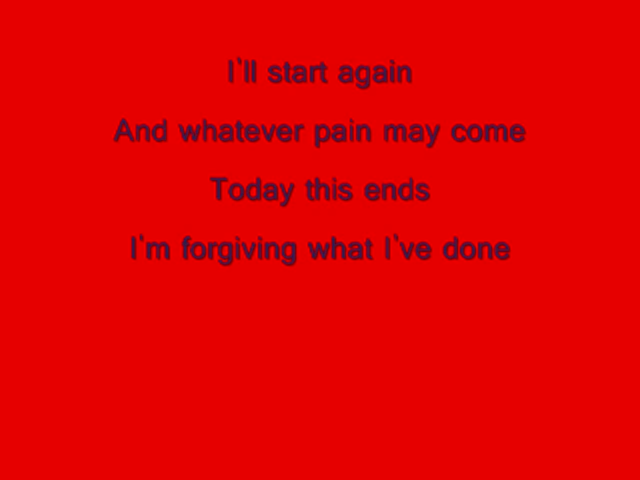 I`ll start again
And whatever pain may come
Today this ends
I`m forgiving what I`ve done